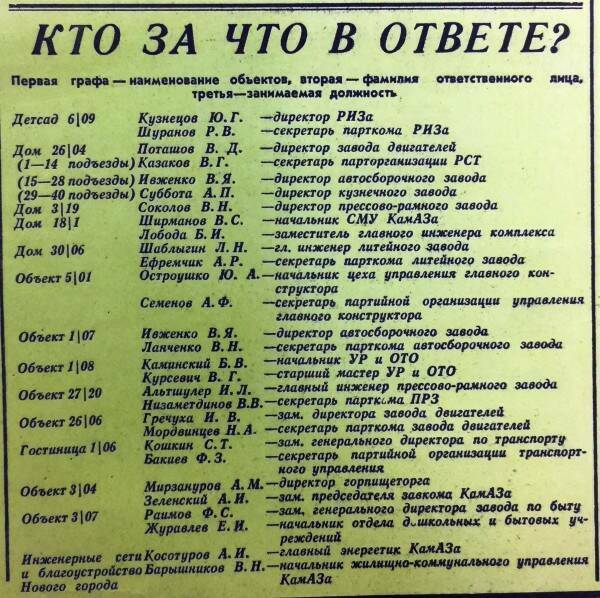 КТО ЗА ЧТО В ОТВЕТЕ?
Первая графа — наименование объектов, вторая — фамилия ответственного лица,
третья — занимаемая должность
Детсад 6|09 Кузнецов Ю. Г. —директор РИЗа
Шуранов Р. В. —секретарь парткома РИЗа
Дом 26|04 Поташов В. Д. —директор завода двигателей
(1—14 подъезды) Казаков В. Г. —секретарь парторганизации РСТ
(15—28 подъезды) Ивженко В. Я. —директор автосборочного завода
(29—40 подъезды) Суббота А. П. —директор кузнечного завода
Дом 3|19 Соколов В. Н. —директор прессово-рамного завода
Дом 18|1 Ширманов В. С. —начальник СМУ КамАЗа
Лобода Б. И. —заместитель главного инженера комплекса
Дом 30|06 Шаблыгин Л. Н. —гл. инженер литейного завода
Ефремчик А. Р. —секретарь парткома литейного завода
Объект 5|01 Остроушко Ю. А. —начальник цеха управления главного кон-
структора
Семенов А. Ф. —секретарь партийной организации управления
главного конструктора
Объект 1|07 Ивженко В. Я. —директор автосборочного завода
Ланченко В. Н. —секретарь парткома автосборочного завода
Объект 1|08 Каминский Б. В. —начальник УР и ОТО
Курсевич В. Г. —старший мастер УР и ОТО
Объект 27|20 Альтшулер И. Л. —главный инженер прессово-рамного завода
Низаметдинов В. В. —секретарь парткома ПРЗ
Объект 26|06 Гречуха И. В. —зам. директора завода двигателей
Мордвинцев Н. А. —секретарь парткома завода двигателей
Гостиница 1|06 Кошкин С. Т. —зам. генерального директора по транспорту
Бакиев Ф. З. —секретарь партийной организации транспорт-
ного управления
Объект 3|04 Мирзануров А. М. —директор горпищеторга
Зеленский А. И. —зам. председателя завкома КамАЗа
Объект 3|07 Раимов Ф. С. —зам. генерального директора завода по быту
Журавлев Е. И. —начальник отдела дошкольных и бытовых уч-
реждений
Инженерные сети Косотуров А. И. —главный энергетик КамАЗа
и благоустройство Барышников В. Н. —начальник жилищно-коммунального управления
Нового города КамАЗа